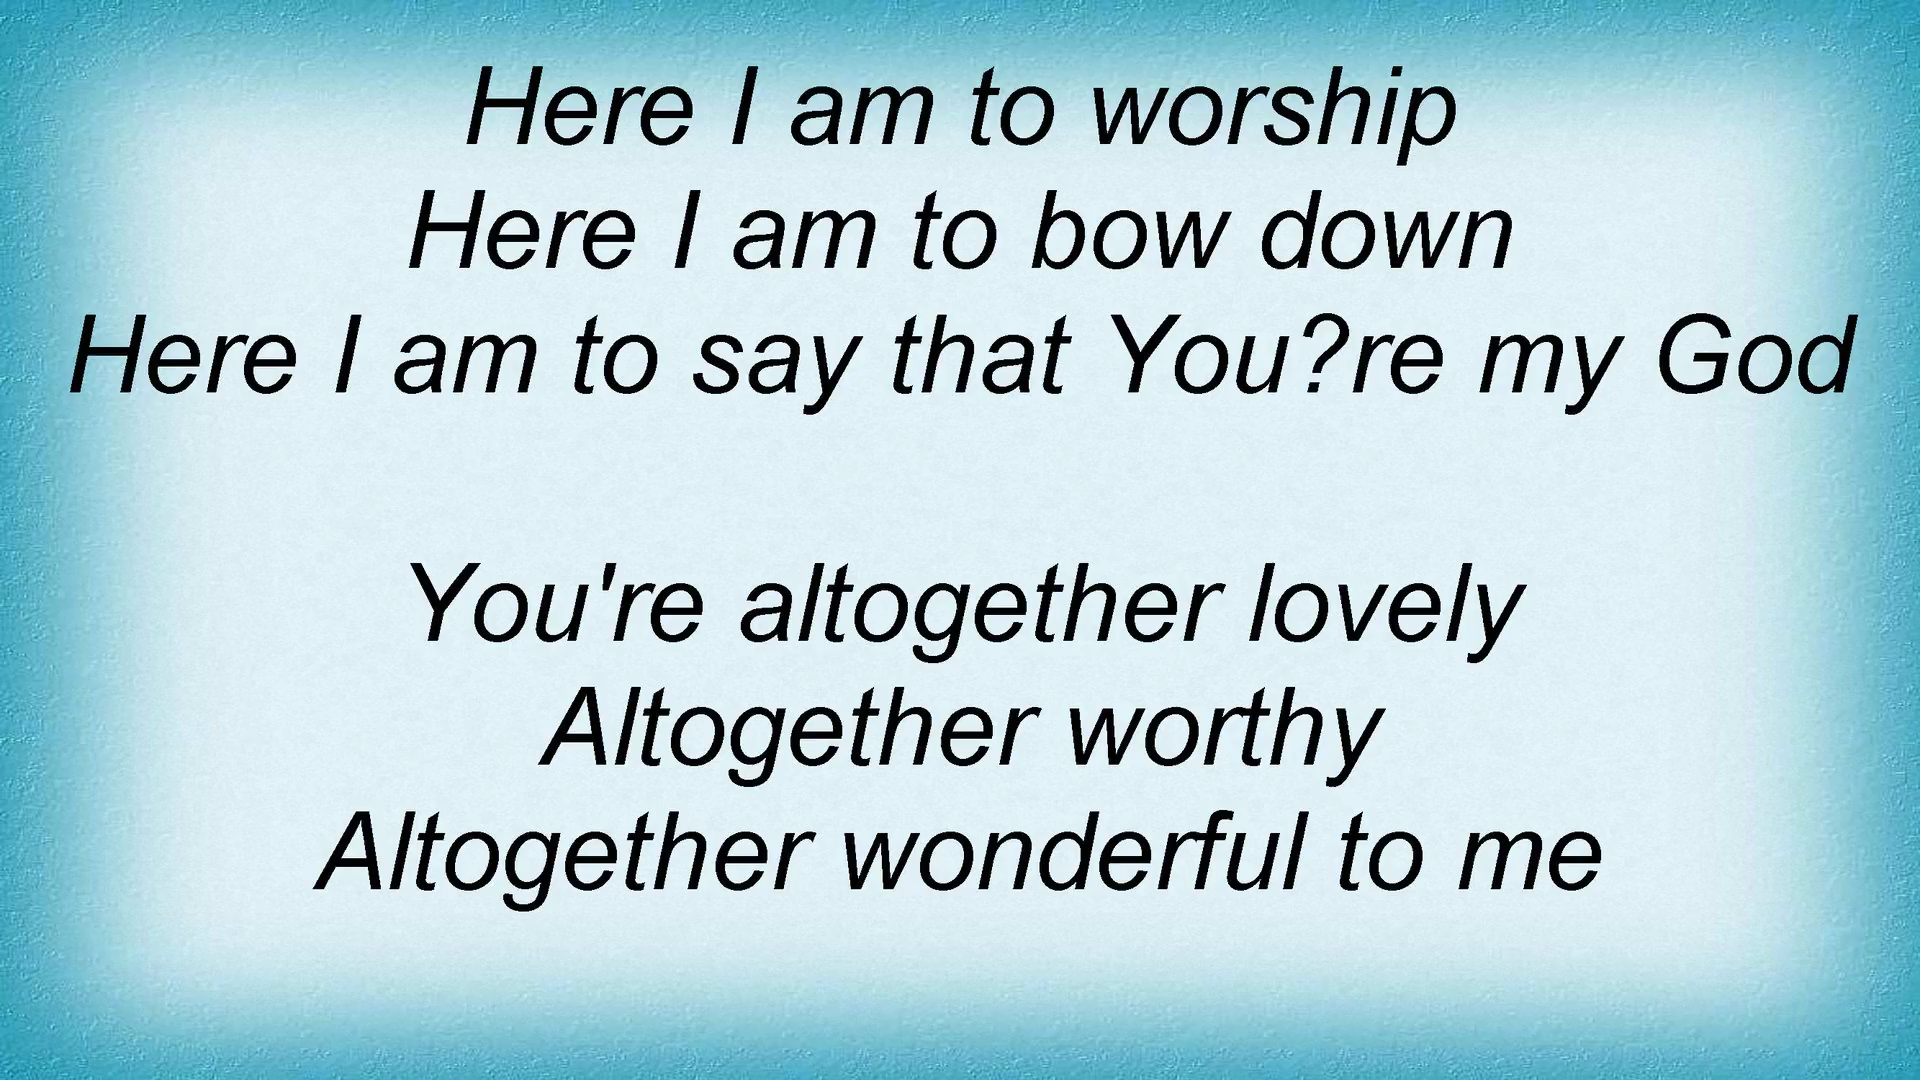 Here I am to worship
Here I am to bow down
Here I am to say that You?re my God
You're altogether lovely
Altogether worthy
Altogether wonderful to me